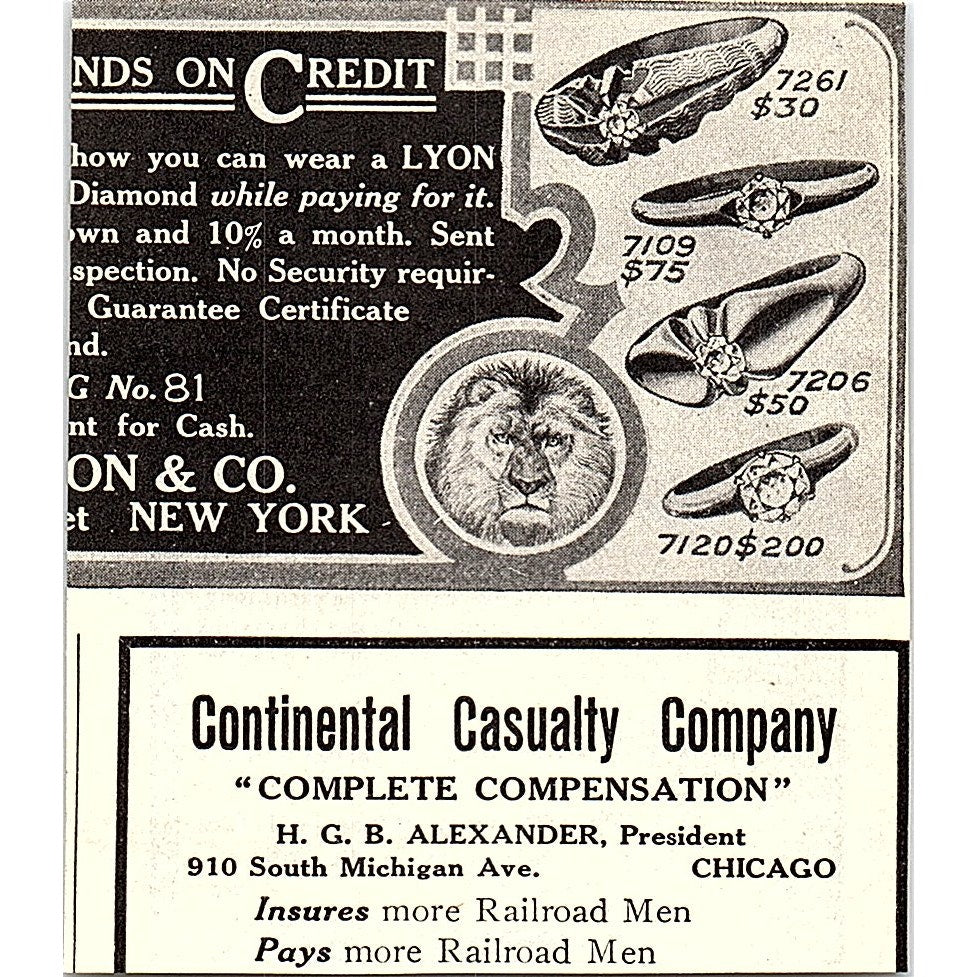 NDS ON CREDIT
how you can wear a LYON
Diamond while paying for it.
own and 10% a month. Sent
spection. No Security requir-
Guarantee Certificate
nd.
G No. 81
nt for Cash.
ON & CO.
et NEW YORK
7261
$30
7109
$75
7206
$50
7120 $200
Continental Casualty Company
"COMPLETE COMPENSATION"
H. G. B. ALEXANDER, President
910 South Michigan Ave. CHICAGO
Insures more Railroad Men
Pays more Railroad Men